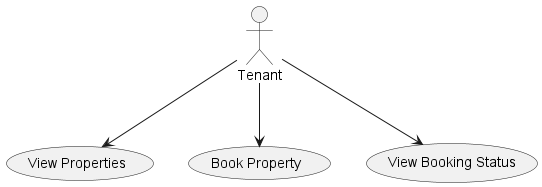 Tenant
View Properties
Book Property
View Booking Status